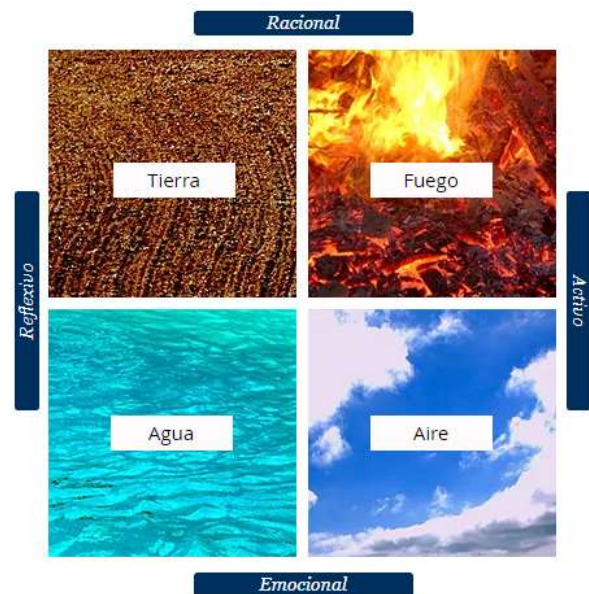 Racional
Tierra
Fuego
Reflexivo
Activo
Agua
Aire
Emocional